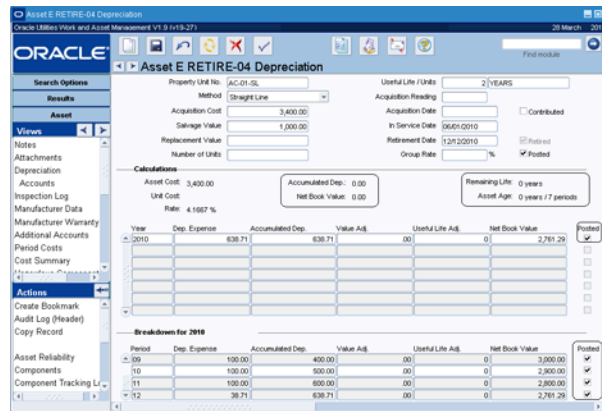 Asset E RETIRE-04 Depreciation
Oracle Utilities Work and Asset Management V1.9 (v19-27)
28 March
ORACLE
Find module
Asset E RETIRE-04 Depreciation
Search Options
Results
Asset
Views
Notes
Attachments
Depreciation
Accounts
Inspection Log
Manufacturer Data
Manufacturer Warranty
Additional Accounts
Period Costs
Cost Summary
Actions
Create Bookmark
Audit Log (Header)
Copy Record
Asset Reliability
Components
Component Tracking
Property Unit No. AC-01-SL
Useful Life / Units 2 YEARS
Method Straight Line
Acquisition Reading
Acquisition Cost 3,400.00
Acquisition Date
Contributed
Salvage Value 1,000.00
In Service Date 06/01/2010
Replacement Value
Retirement Date 12/12/2010
Retired
Number of Units
Group Rate %
Posted
Calculations
Asset Cost: 3,400.00
Accumulated Dep.: 0.00
Remaining Life: 0 years
Unit Cost:
Net Book Value: 0.00
Asset Age: 0 years / 7 periods
Rate: 4.1667 %
Year Dep. Expense Accumulated Dep. Value Adj. Useful Life Adj. Net Book Value Posted
2010 638.71 638.71 .00 0 2,761.29
Breakdown for 2010
Period Dep. Expense Accumulated Dep. Value Adj. Useful Life Adj. Net Book Value Posted
09 100.00 400.00 .00 0 3,000.00
10 100.00 500.00 .00 0 2,900.00
11 100.00 600.00 .00 0 2,800.00
12 38.71 638.71 .00 0 2,761.29